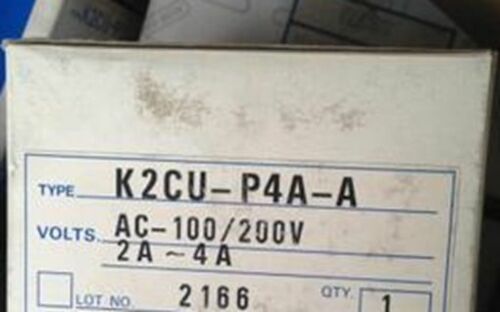 TYPE K2CU-P4A-A
VOLTS. AC-100/200V
2A~4A
LOT NO. 2166 QTY. 1